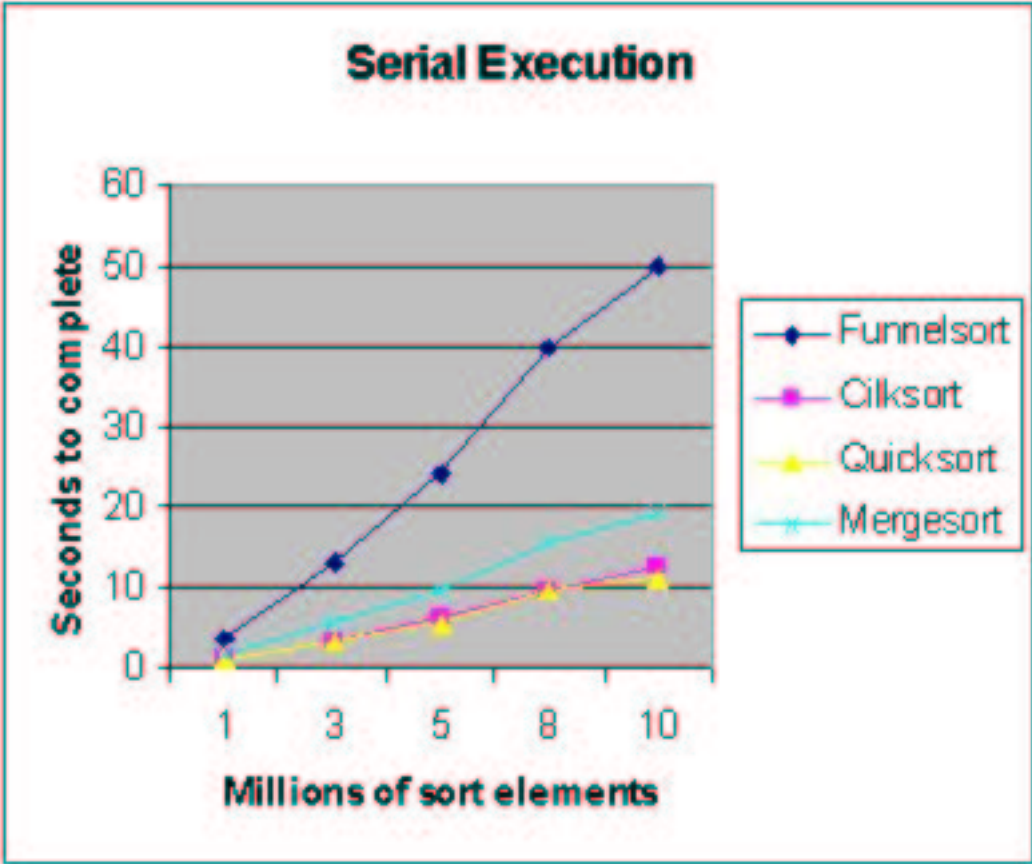 Serial Execution
Seconds to complete
60
50
40
30
20
10
0
1 3 5 8 10
Millions of sort elements
Funnelsort
Cilksort
Quicksort
Mergesort